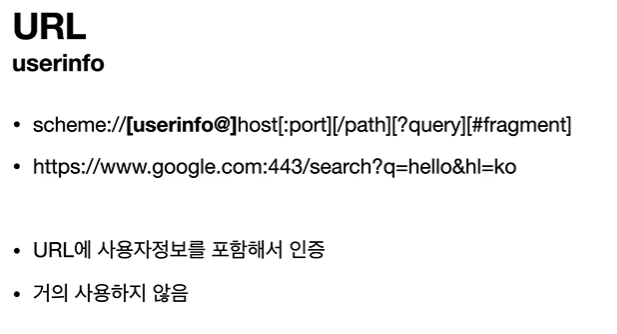 URL
userinfo
• scheme://[userinfo@]host[:port][/path][?query][#fragment]
• https://www.google.com:443/search?q=hello&hl=ko
• URL에 사용자정보를 포함해서 인증
• 거의 사용하지 않음